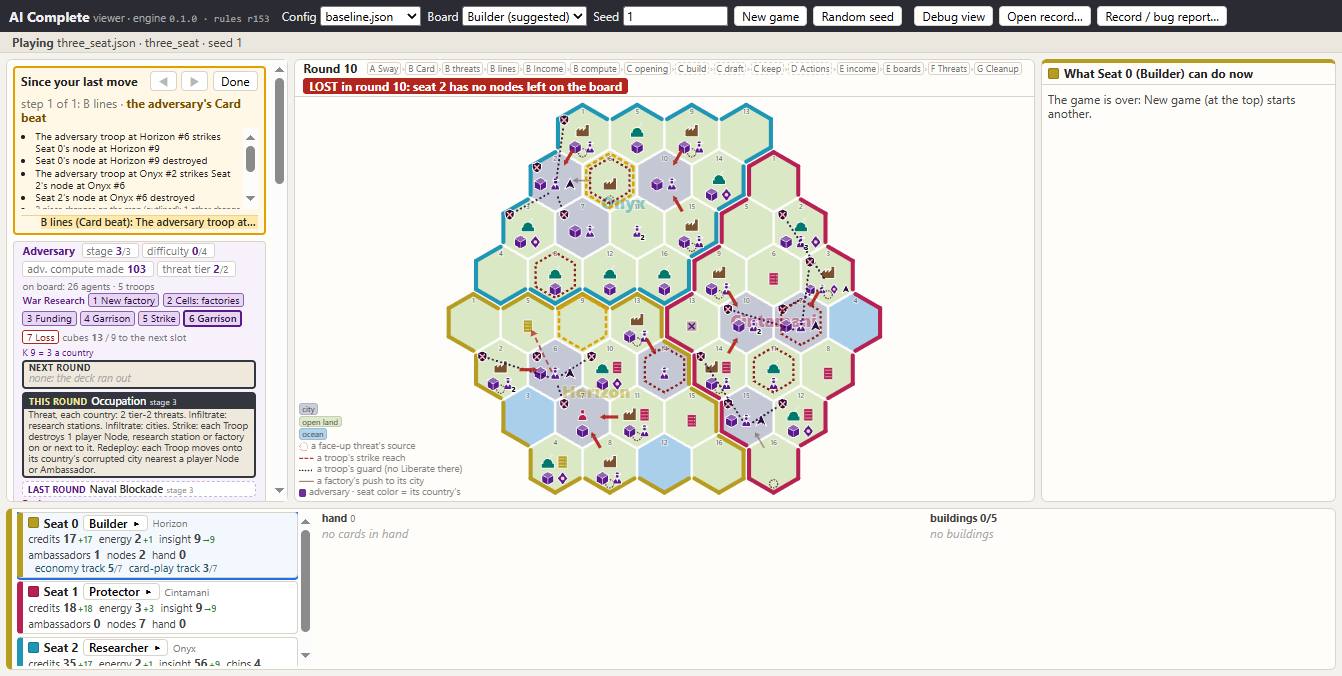 AI Complete viewer · engine 0.1.0 · rules r153 Config baseline.json Board Builder (suggested) Seed 1 New game Random seed Debug view Open record... Record / bug report...
Playing three_seat.json · three_seat · seed 1
Since your last move ◀ ▶ Done
step 1 of 1: B lines · the adversary's Card beat
The adversary troop at Horizon #6 strikes Seat 0's node at Horizon #9
Seat 0's node at Horizon #9 destroyed
The adversary troop at Onyx #2 strikes Seat 2's node at Onyx #6
Seat 2's node at Onyx #6 destroyed
B lines (Card beat): The adversary troop at...
Adversary stage 3/3 difficulty 0/4
adv. compute made 103 threat tier 2/2
on board: 26 agents · 5 troops
War Research 1 New factory 2 Cells: factories
3 Funding 4 Garrison 5 Strike 6 Garrison
7 Loss cubes 13 / 9 to the next slot
K 9 = 3 a country
NEXT ROUND
none: the deck ran out
THIS ROUND Occupation stage 3
Threat, each country: 2 tier-2 threats. Infiltrate:
research stations. Infiltrate: cities. Strike: each Troop
destroys 1 player Node, research station or factory
on or next to it. Redeploy: each Troop moves onto
its country's corrupted city nearest a player Node
or Ambassador.
LAST ROUND Naval Blockade stage 3
Round 10 A Sway B Card B threats B lines B Income B compute C opening C build C draft C keep D Actions E income E boards F Threats G Cleanup
LOST in round 10: seat 2 has no nodes left on the board
Onyx
Cintamani
Horizon
city
open land
ocean
a face-up threat's source
a troop's strike reach
a troop's guard (no Liberate there)
a factory's push to its city
adversary · seat color = its country's
What Seat 0 (Builder) can do now
The game is over: New game (at the top) starts
another.
Seat 0 Builder ▸ Horizon
credits 17 +17 energy 2 +1 insight 9 →9
ambassadors 1 nodes 2 hand 0
economy track 5/7 card-play track 3/7
Seat 1 Protector ▸ Cintamani
credits 18 +18 energy 3 +3 insight 9 →9
ambassadors 0 nodes 7 hand 0
Seat 2 Researcher ▸ Onyx
credits 35 +17 energy 2 +1 insight 56 +9 chips 4
hand 0
no cards in hand
buildings 0/5
no buildings